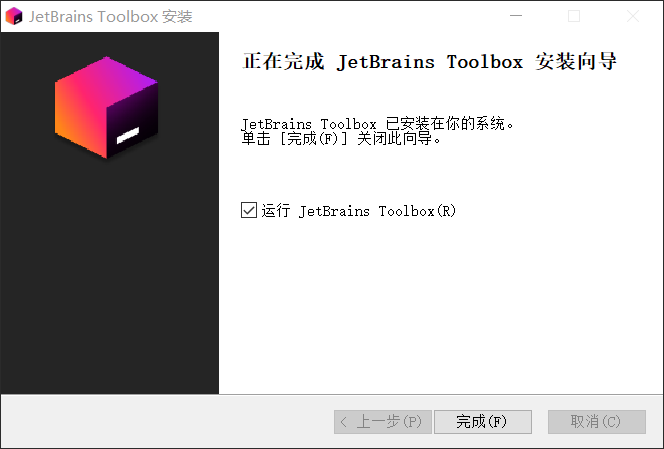 JetBrains Toolbox 安装
正在完成 JetBrains Toolbox 安装向导
JetBrains Toolbox 已安装在你的系统。
单击 [完成(F)] 关闭此向导。
运行 JetBrains Toolbox(R)
< 上一步(P) 完成(F) 取消(C)